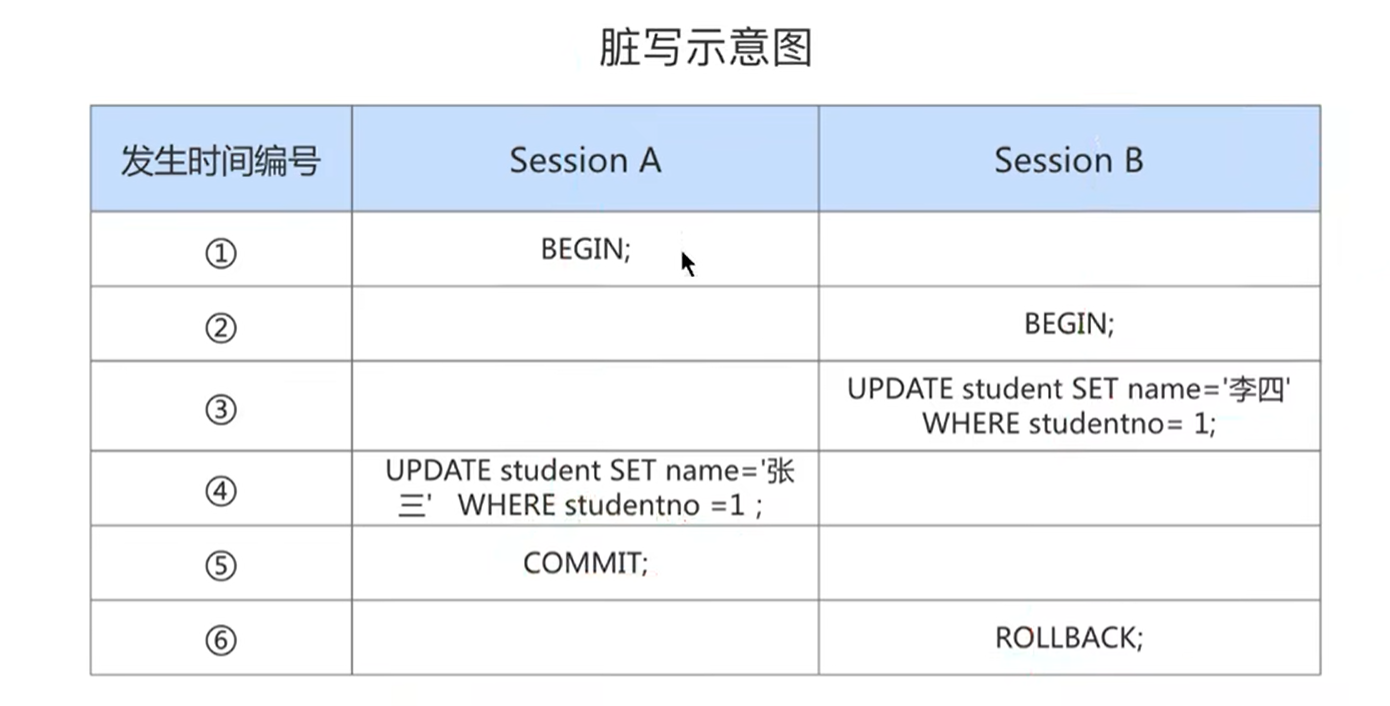 脏写示意图
发生时间编号 Session A Session B
① BEGIN;
② BEGIN;
③ UPDATE student SET name='李四'
WHERE studentno= 1;
④ UPDATE student SET name='张
三' WHERE studentno =1 ;
⑤ COMMIT;
⑥ ROLLBACK;